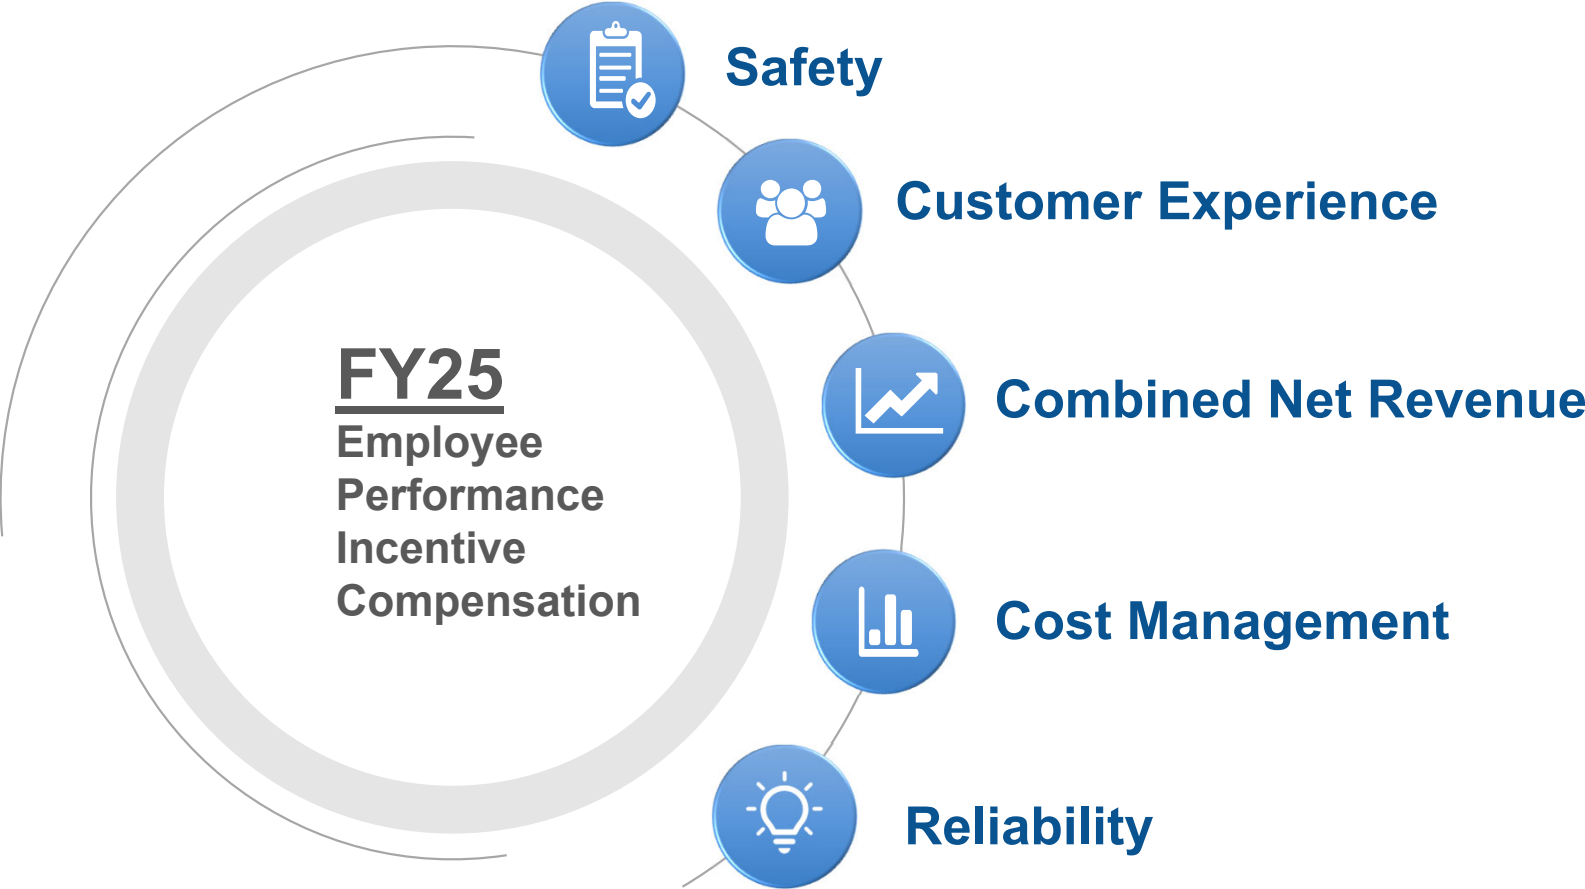 Safety
Customer Experience
FY25
Employee
Performance
Incentive
Compensation
Combined Net Revenue
Cost Management
Reliability